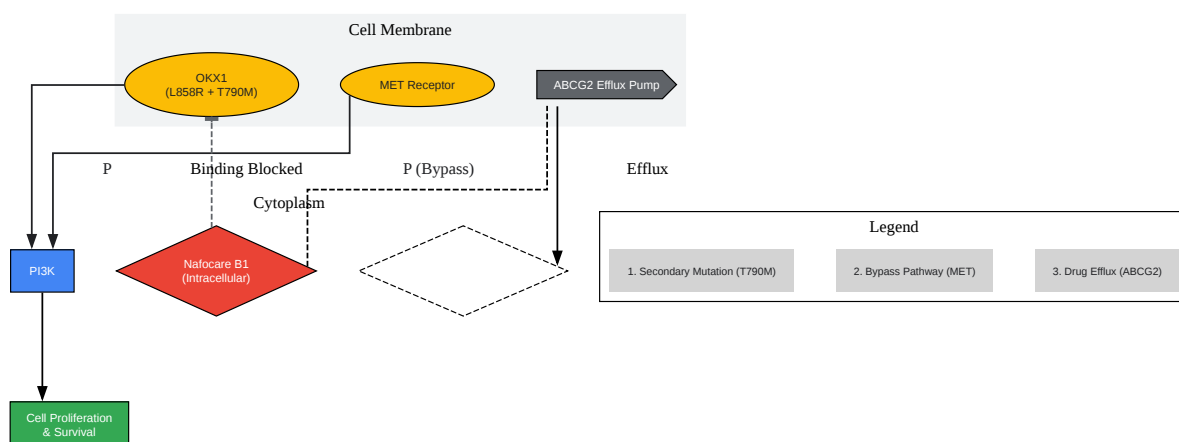 Cell Membrane
OKX1
(L858R + T790M)
MET Receptor
ABCG2 Efflux Pump
P
Binding Blocked
P (Bypass)
Efflux
Cytoplasm
Legend
PI3K
Nafocare B1
(Intracellular)
1. Secondary Mutation (T790M)
2. Bypass Pathway (MET)
3. Drug Efflux (ABCG2)
Cell Proliferation
& Survival